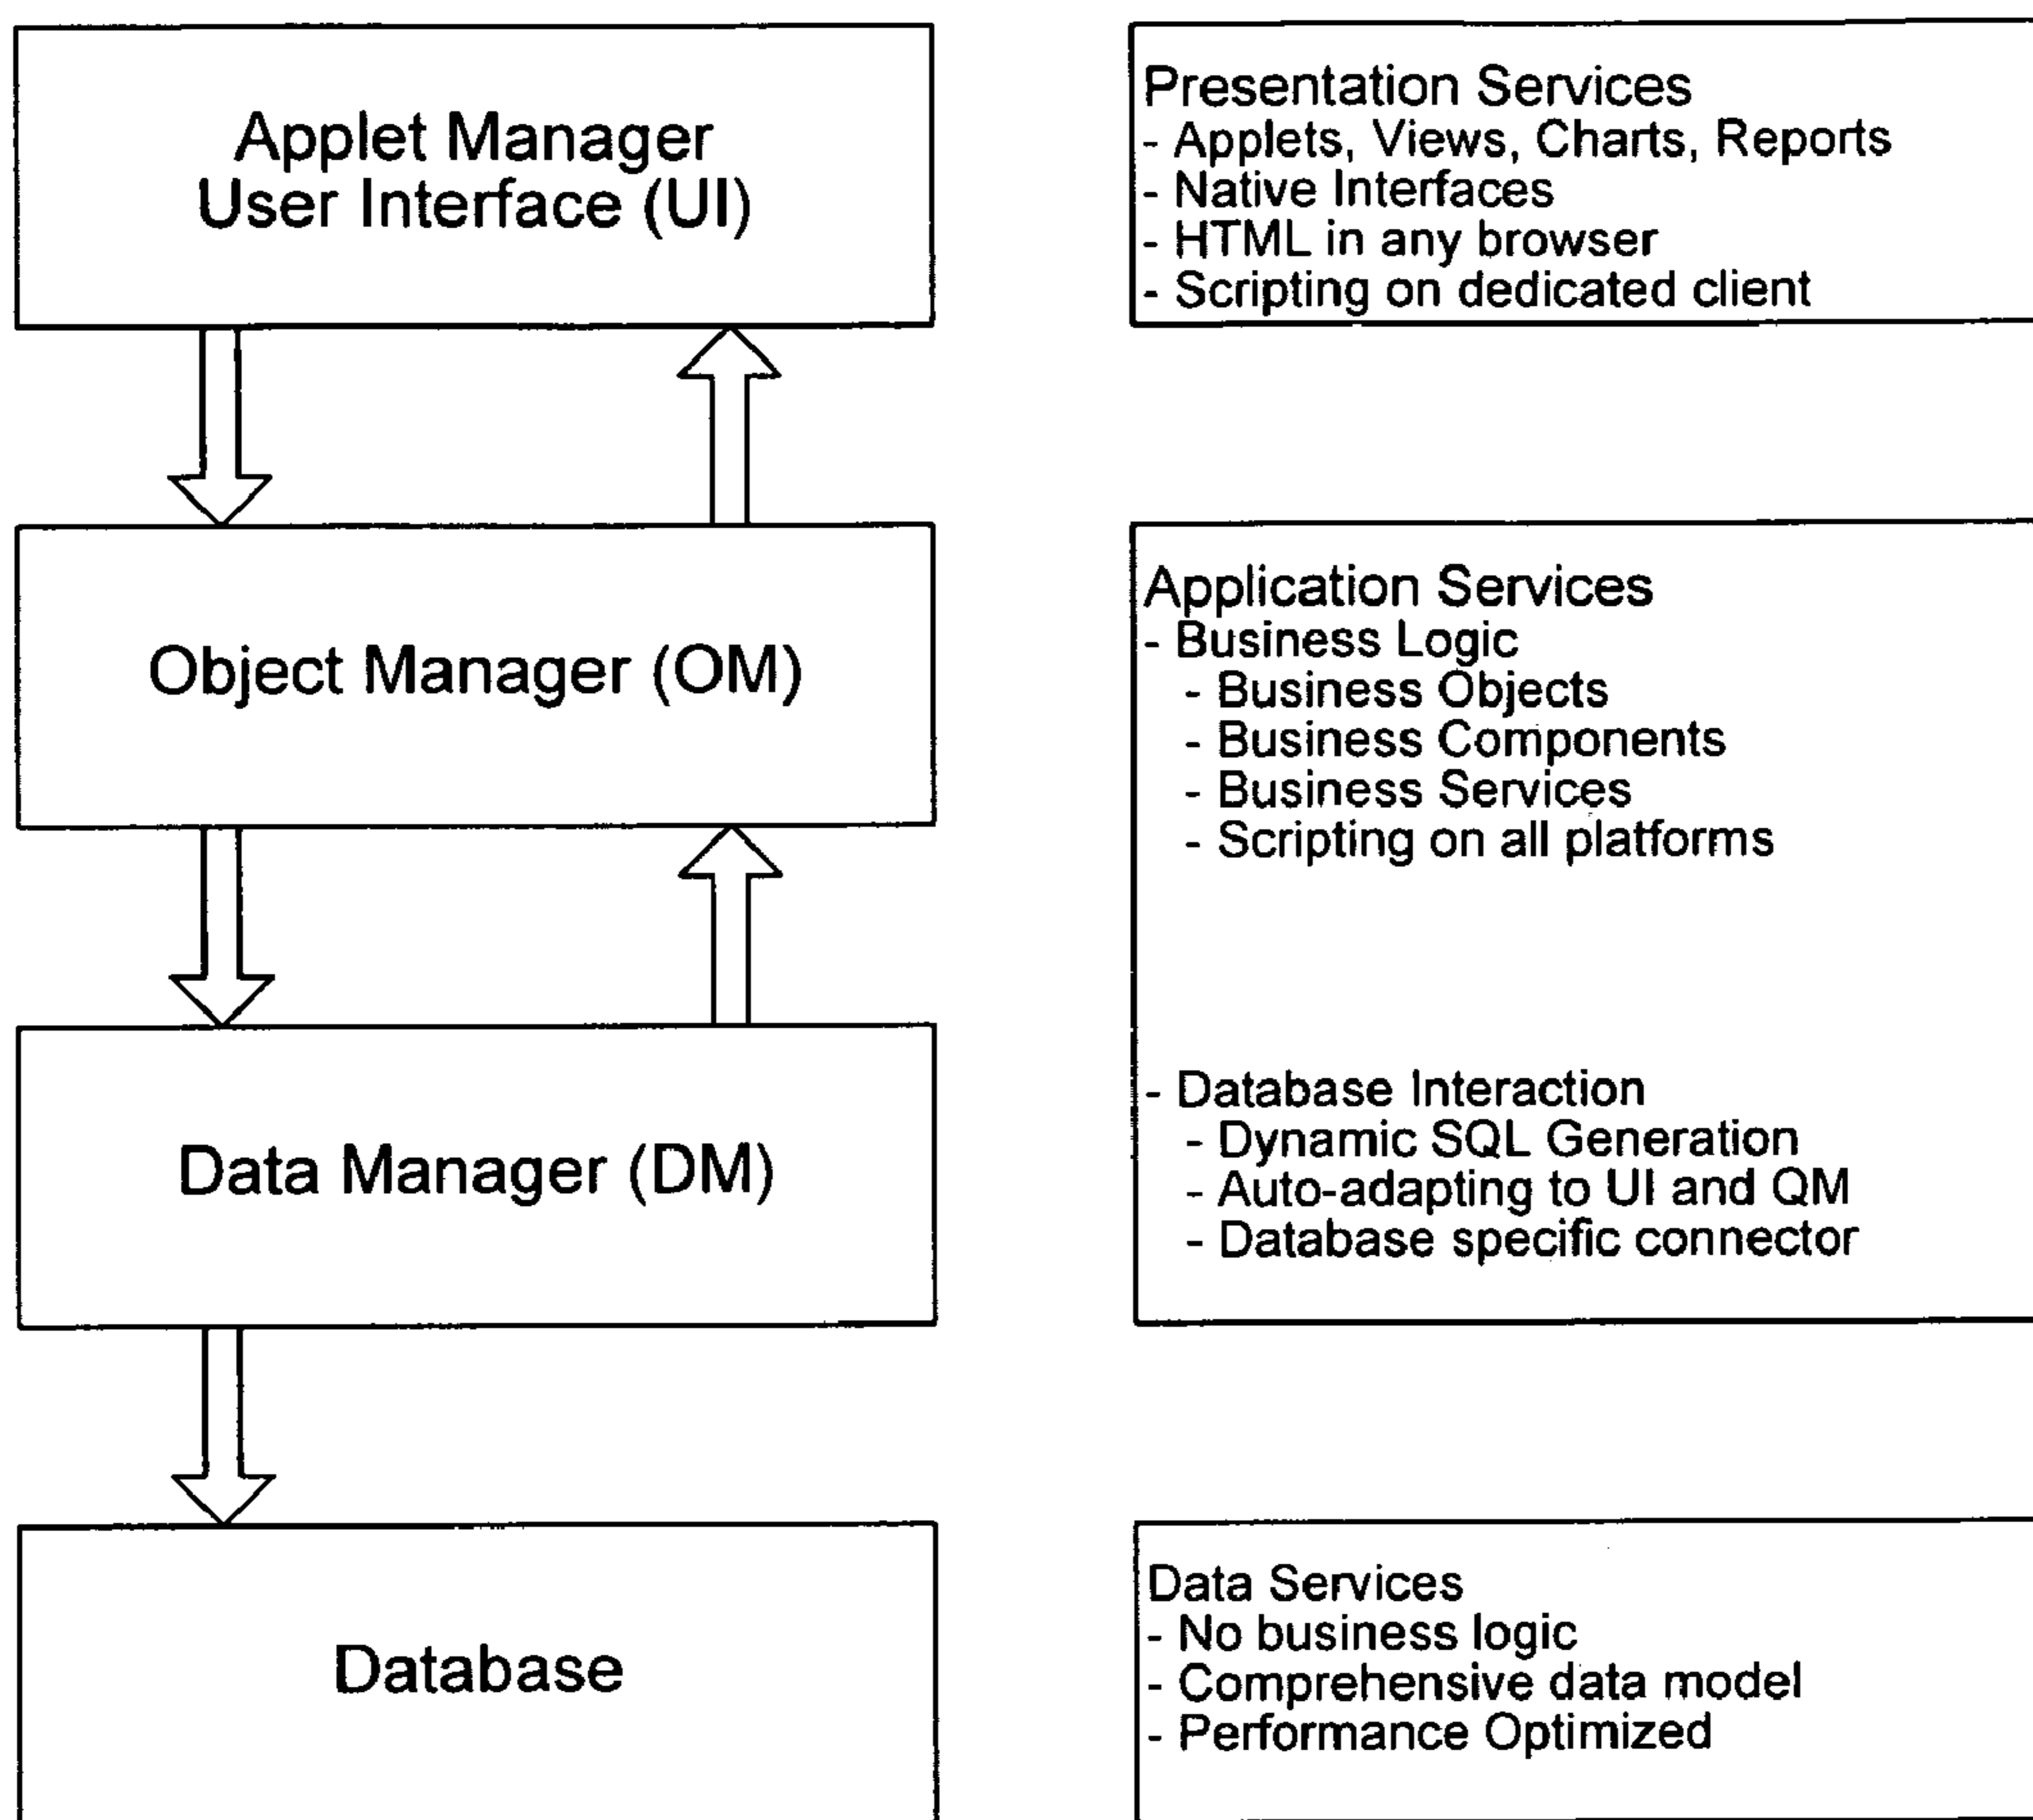 Applet Manager
User Interface (UI)
Presentation Services
- Applets, Views, Charts, Reports
- Native Interfaces
- HTML in any browser
- Scripting on dedicated client
Object Manager (OM)
Application Services
- Business Logic
- Business Objects
- Business Components
- Business Services
- Scripting on all platforms
Data Manager (DM)
- Database Interaction
- Dynamic SQL Generation
- Auto-adapting to UI and QM
- Database specific connector
Database
Data Services
- No business logic
- Comprehensive data model
- Performance Optimized